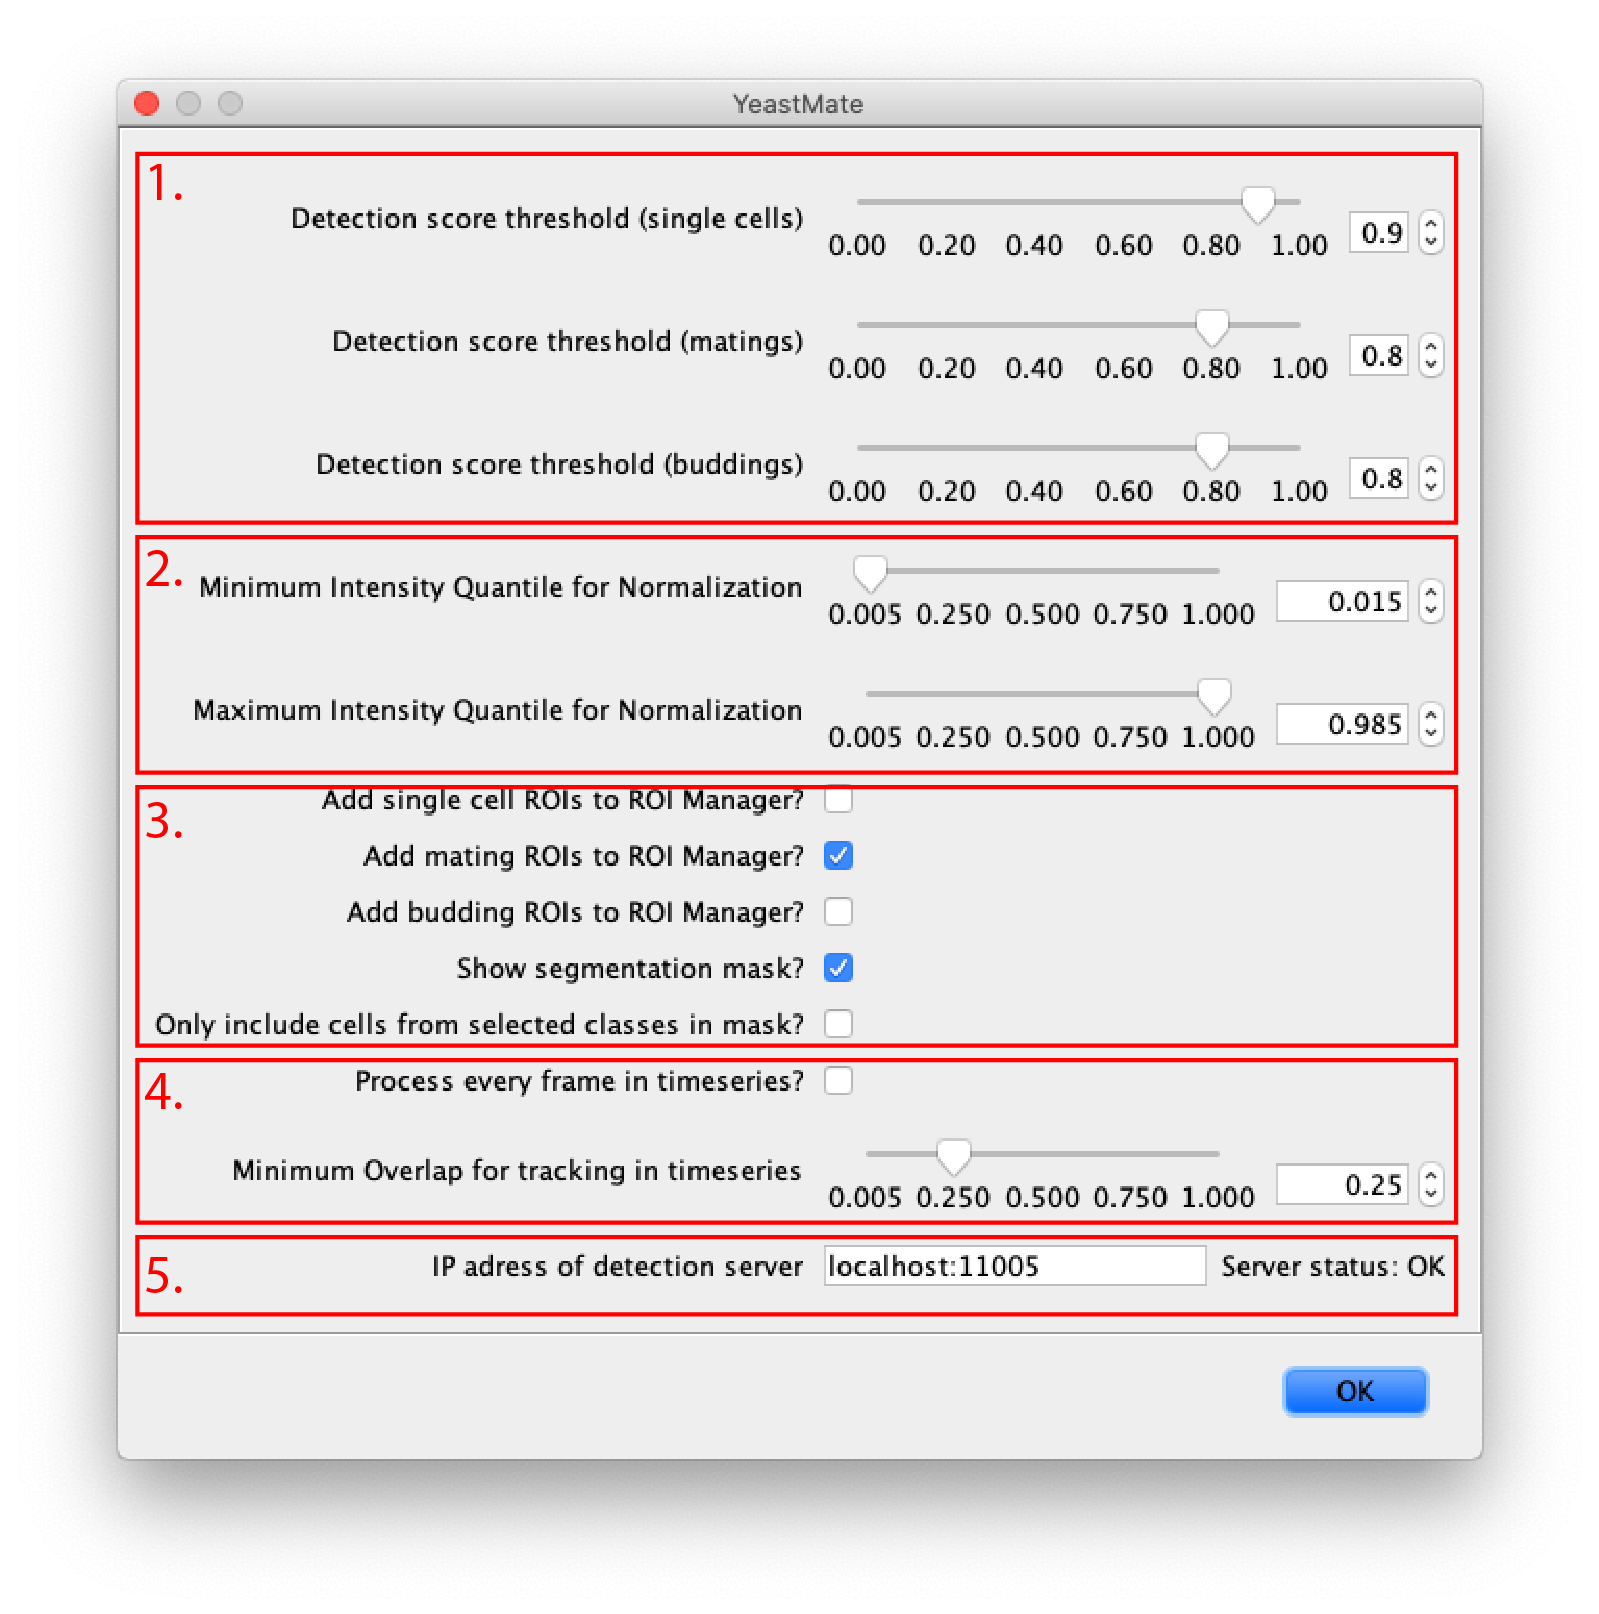 YeastMate
1.
Detection score threshold (single cells)
0.00 0.20 0.40 0.60 0.80 1.00
0.9
Detection score threshold (matings)
0.00 0.20 0.40 0.60 0.80 1.00
0.8
Detection score threshold (buddings)
0.00 0.20 0.40 0.60 0.80 1.00
0.8
2.
Minimum Intensity Quantile for Normalization
0.005 0.250 0.500 0.750 1.000
0.015
Maximum Intensity Quantile for Normalization
0.005 0.250 0.500 0.750 1.000
0.985
3.
Add single cell ROIs to ROI Manager?
Add mating ROIs to ROI Manager?
Add budding ROIs to ROI Manager?
Show segmentation mask?
Only include cells from selected classes in mask?
4.
Process every frame in timeseries?
Minimum Overlap for tracking in timeseries
0.005 0.250 0.500 0.750 1.000
0.25
5.
IP adress of detection server localhost:11005 Server status: OK
OK